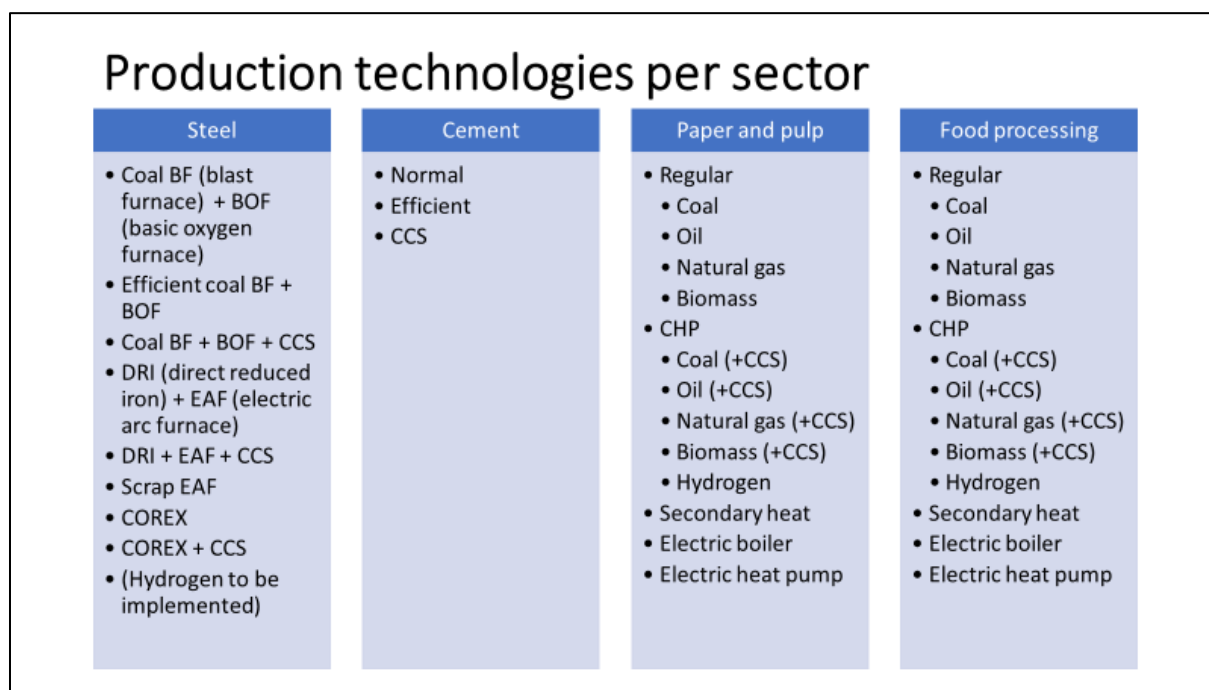 Production technologies per sector
Steel
• Coal BF (blast
furnace) + BOF
(basic oxygen
furnace)
• Efficient coal BF +
BOF
• Coal BF + BOF + CCS
• DRI (direct reduced
iron) + EAF (electric
arc furnace)
• DRI + EAF + CCS
• Scrap EAF
• COREX
• COREX + CCS
• (Hydrogen to be
implemented)
Cement
• Normal
• Efficient
• CCS
Paper and pulp
• Regular
• Coal
• Oil
• Natural gas
• Biomass
• CHP
• Coal (+CCS)
• Oil (+CCS)
• Natural gas (+CCS)
• Biomass (+CCS)
• Hydrogen
• Secondary heat
• Electric boiler
• Electric heat pump
Food processing
• Regular
• Coal
• Oil
• Natural gas
• Biomass
• CHP
• Coal (+CCS)
• Oil (+CCS)
• Natural gas (+CCS)
• Biomass (+CCS)
• Hydrogen
• Secondary heat
• Electric boiler
• Electric heat pump